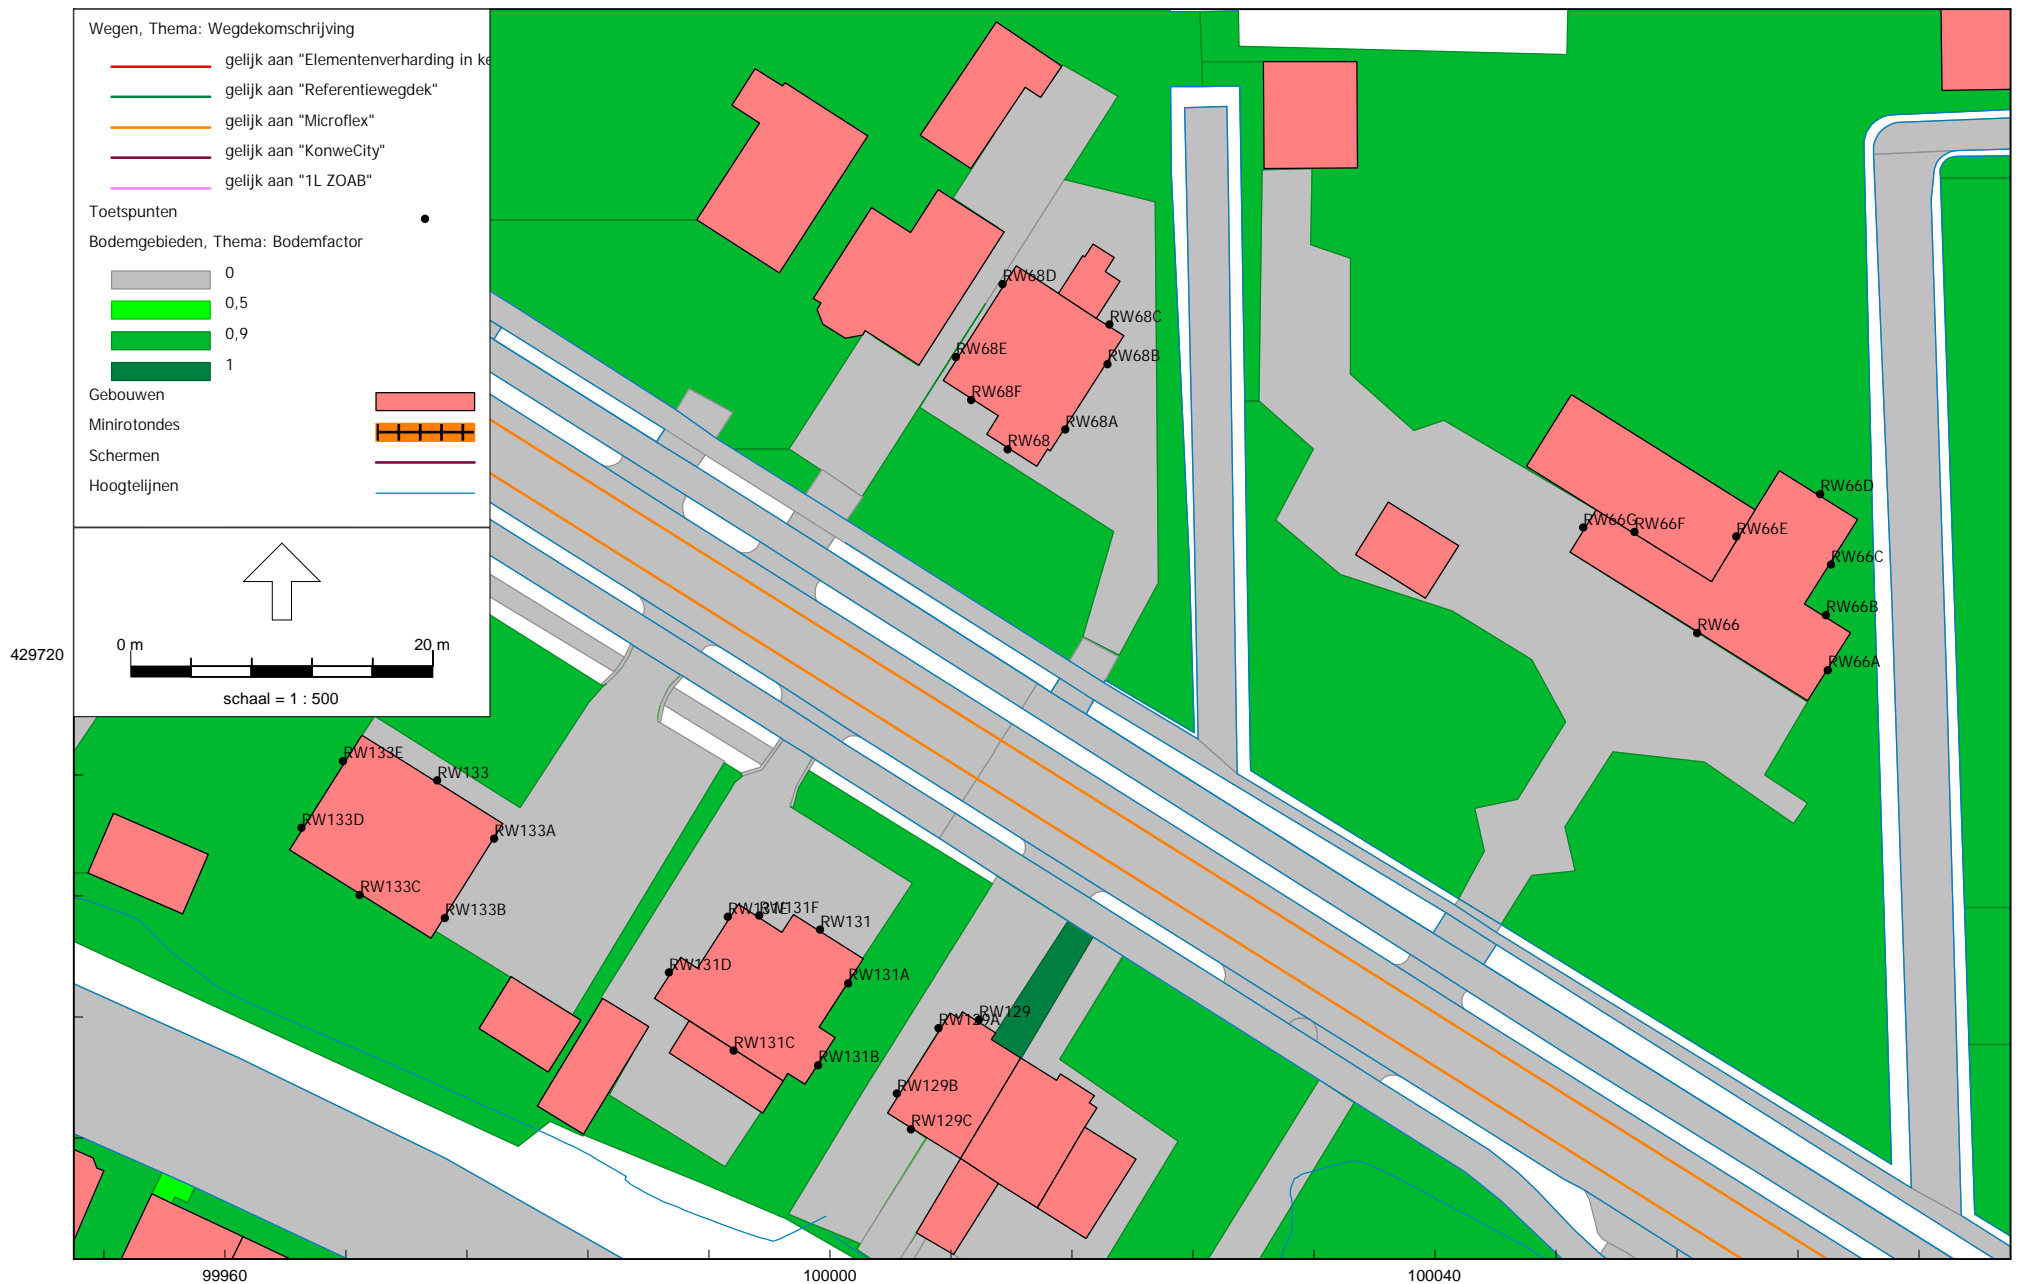 Wegen, Thema: Wegdekomschrijving
gelijk aan "Elementenverharding in ke
gelijk aan "Referentiewegdek"
gelijk aan "Microflex"
gelijk aan "KonweCity"
gelijk aan "1L ZOAB"
Toetspunten
Bodemgebieden, Thema: Bodemfactor
0
0,5
0,9
1
Gebouwen
Minirotondes
Schermen
Hoogtelijnen
0 m
20 m
schaal = 1 : 500
429720
RW68D
RW68C
RW68E
RW68B
RW68F
RW68A
RW68
RW66D
RW66G
RW66F
RW66E
RW66C
RW66B
RW66
RW66A
RW133E
RW133
RW133D
RW133A
RW133C
RW133B
RW131E
RW131F
RW131
RW131D
RW131A
RW131C
RW131B
RW129
RW129A
RW129B
RW129C
99960
100000
100040